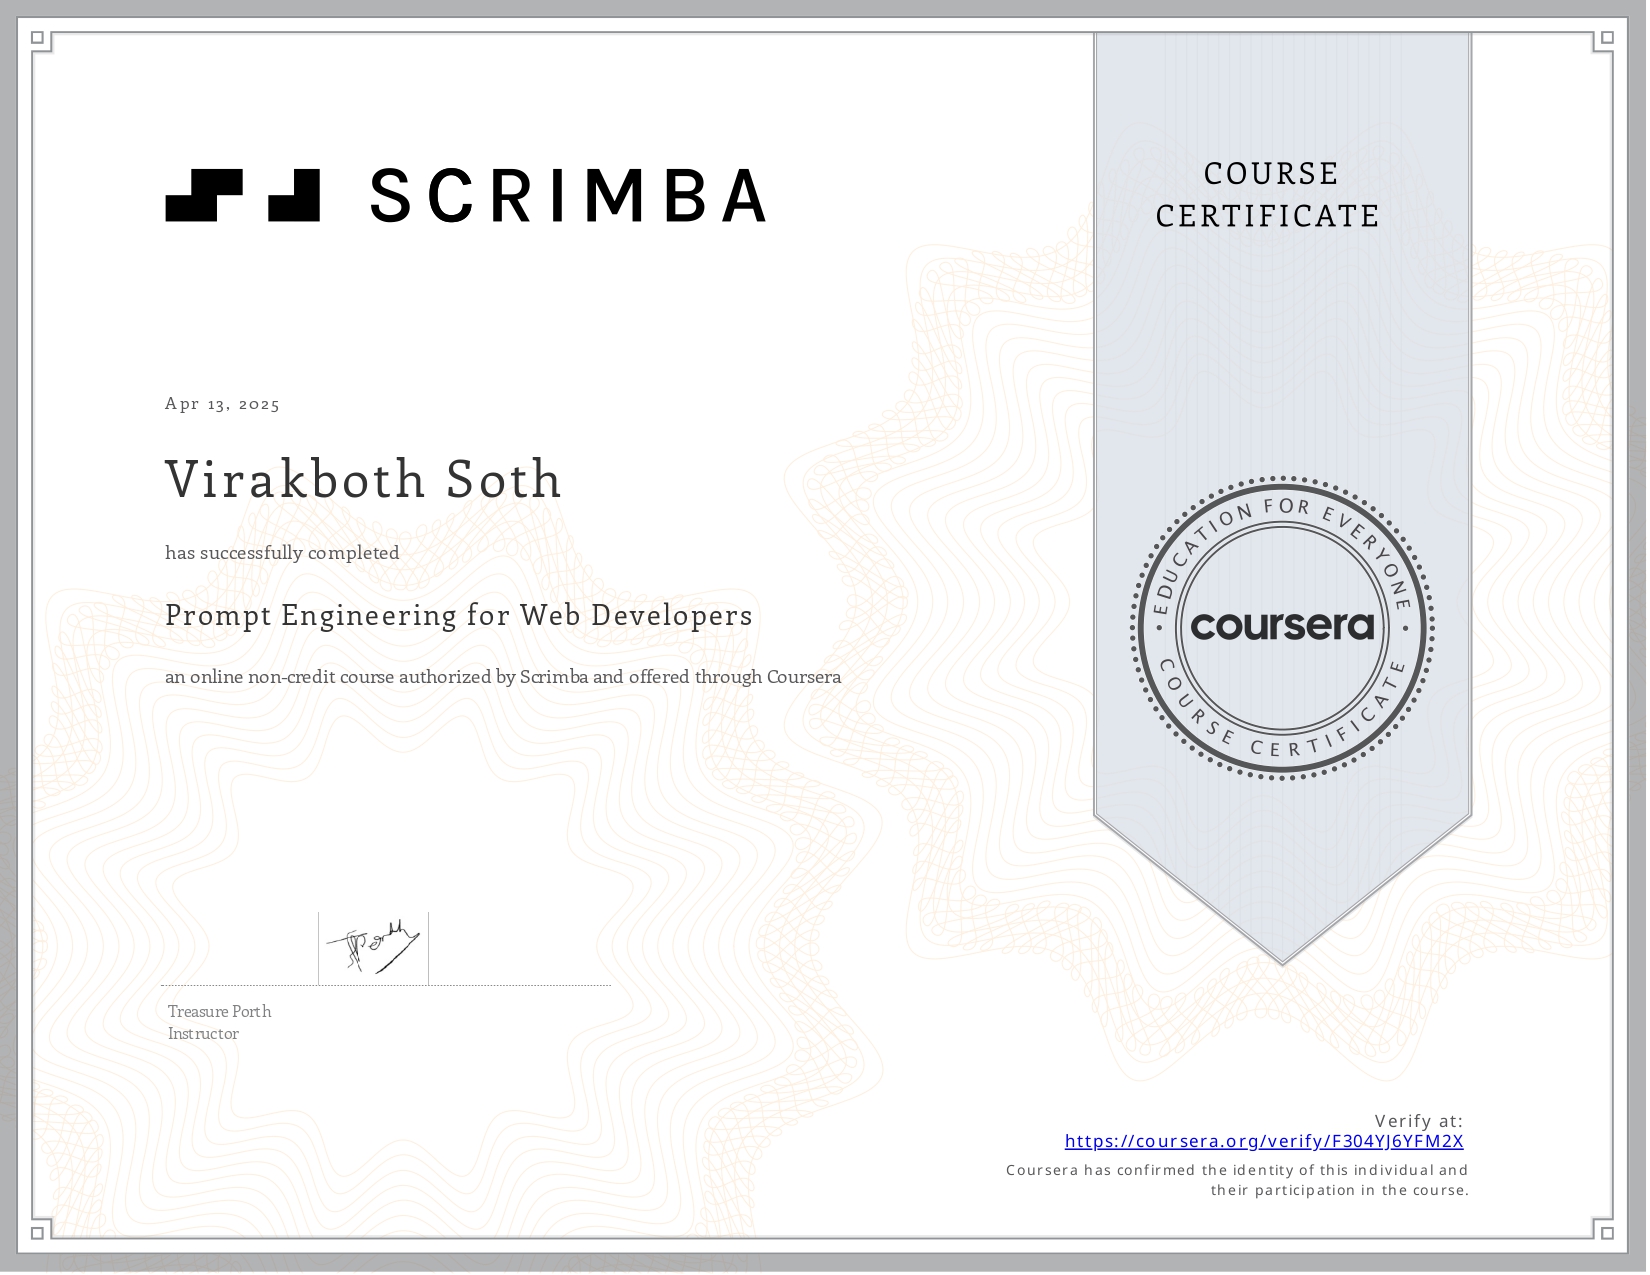 SCRIMBA
COURSE
CERTIFICATE
Apr 13, 2025
Virakboth Soth
has successfully completed
Prompt Engineering for Web Developers
an online non-credit course authorized by Scrimba and offered through Coursera
EDUCATION FOR EVERYONE
coursera
COURSE CERTIFICATE
Treasure Porth
Instructor
Verify at:
https://coursera.org/verify/F304YJ6YFM2X
Coursera has confirmed the identity of this individual and
their participation in the course.